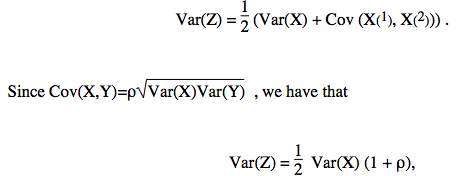 Var(Z) = 1/2 (Var(X) + Cov (X(1), X(2))) .
Since Cov(X,Y)=ρ√Var(X)Var(Y) , we have that
Var(Z) = 1/2 Var(X) (1 + ρ),